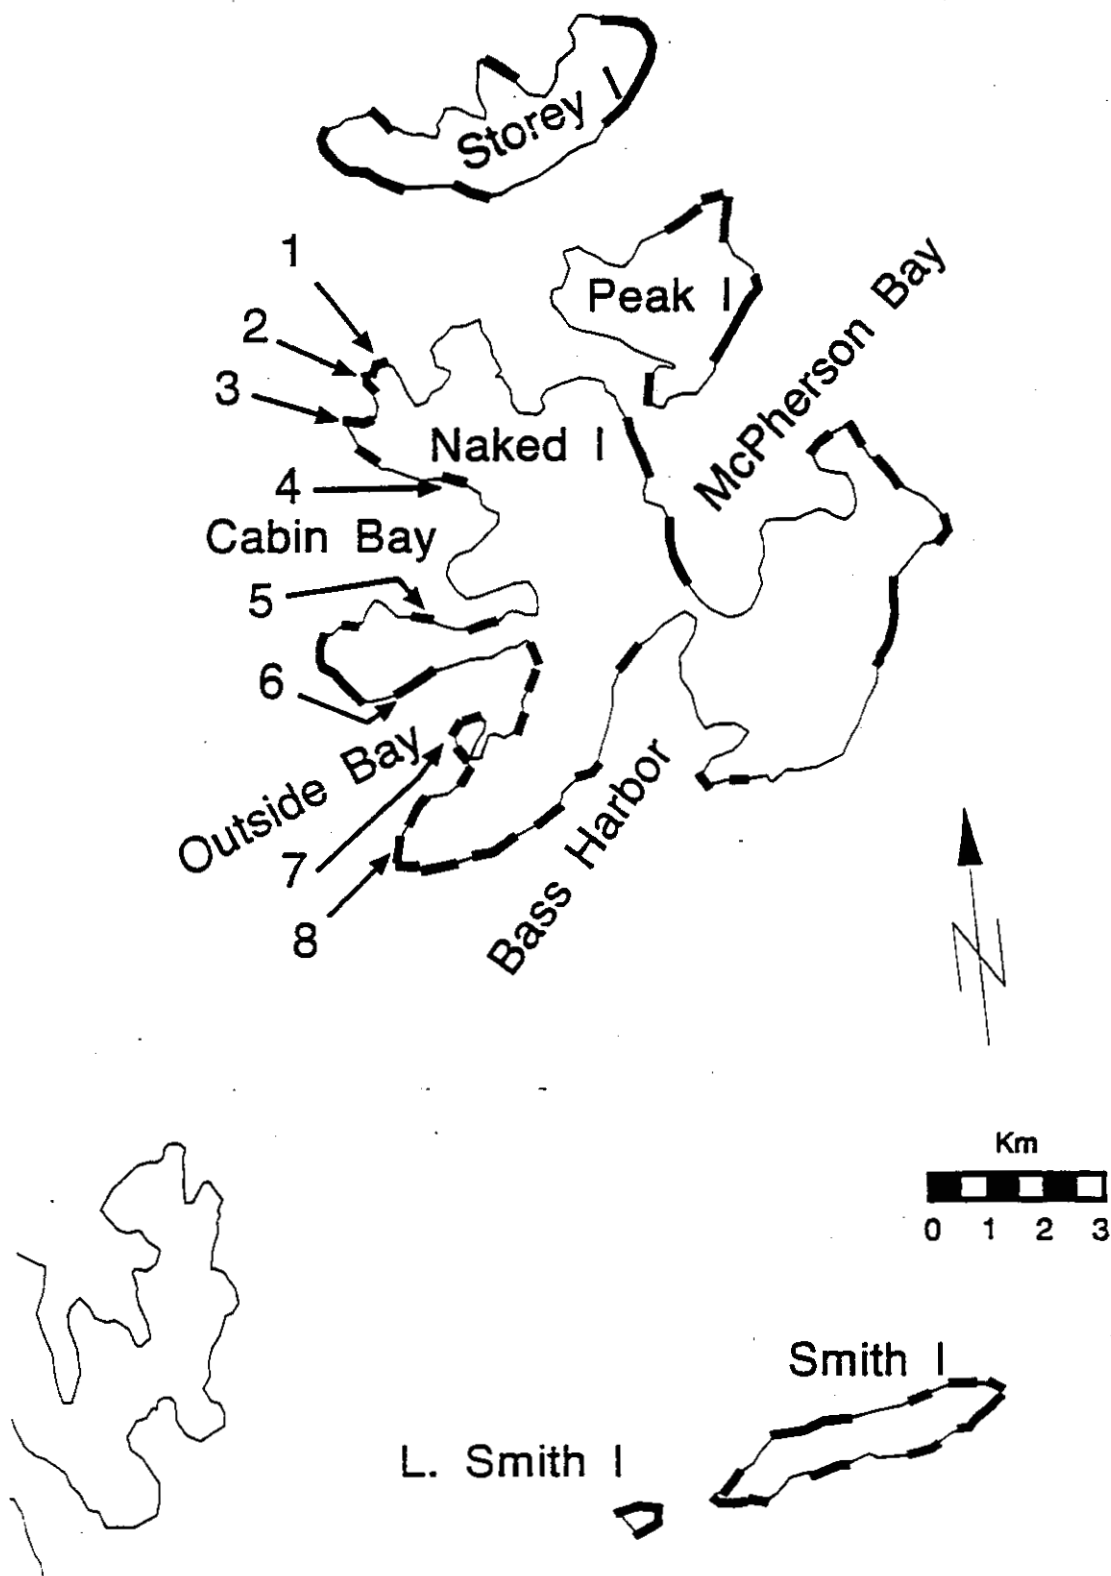 Storey I
1
Peak I
McPherson Bay
2
3
Naked I
4
Cabin Bay
5
6
Outside Bay
7
8
Bass Harbor
N
Km
0 1 2 3
Smith I
L. Smith I